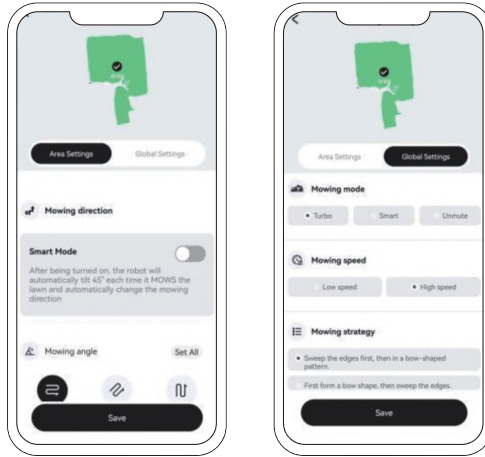 Area Settings
Global Settings
Mowing direction
Smart Mode
After being turned on, the robot will
automatically tilt 45° each time it MOWS the
lawn and automatically change the mowing
direction
Mowing angle
Set All
Save
Area Settings
Global Settings
Mowing mode
Turbo
Smart
Unmute
Mowing speed
Low speed
High speed
Mowing strategy
Sweep the edges first, then in a bow-shaped
pattern.
First form a bow shape, then sweep the edges.
Save